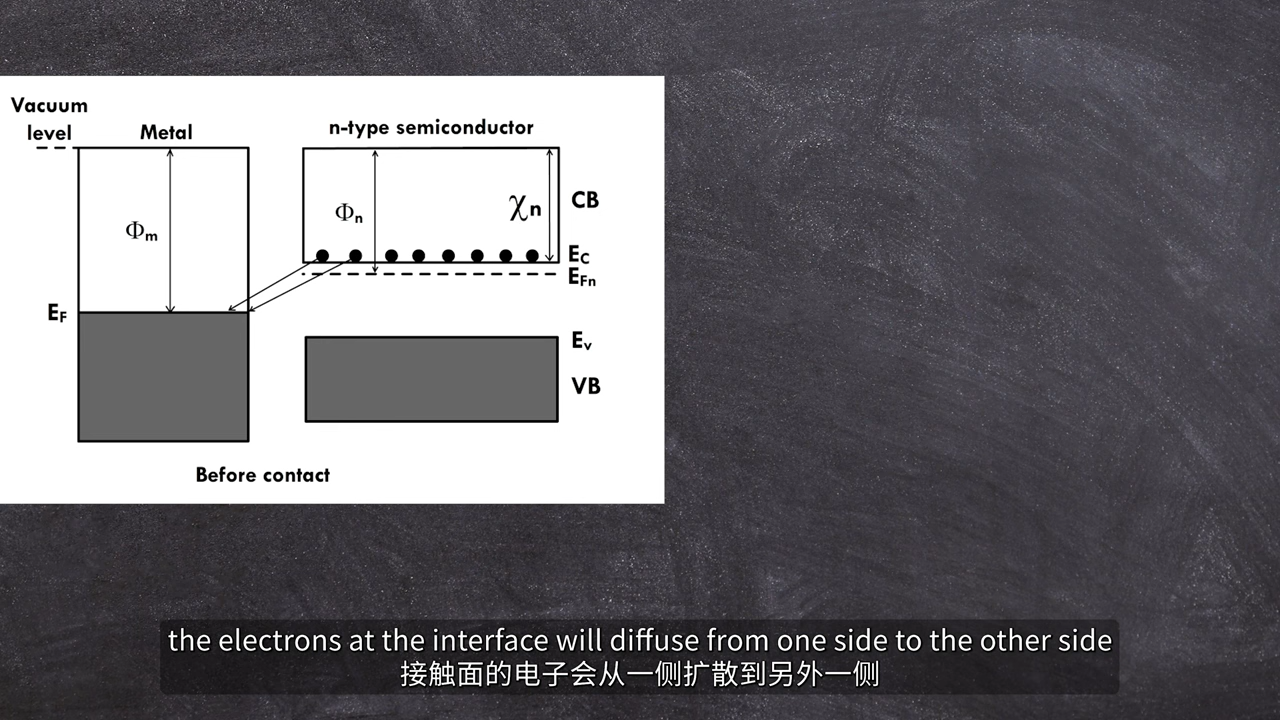 Vacuum
level
Metal
n-type semiconductor
Φm
Φn
χn
CB
EC
EFn
EF
Ev
VB
Before contact
the electrons at the interface will diffuse from one side to the other side
接触面的电子会从一侧扩散到另外一侧